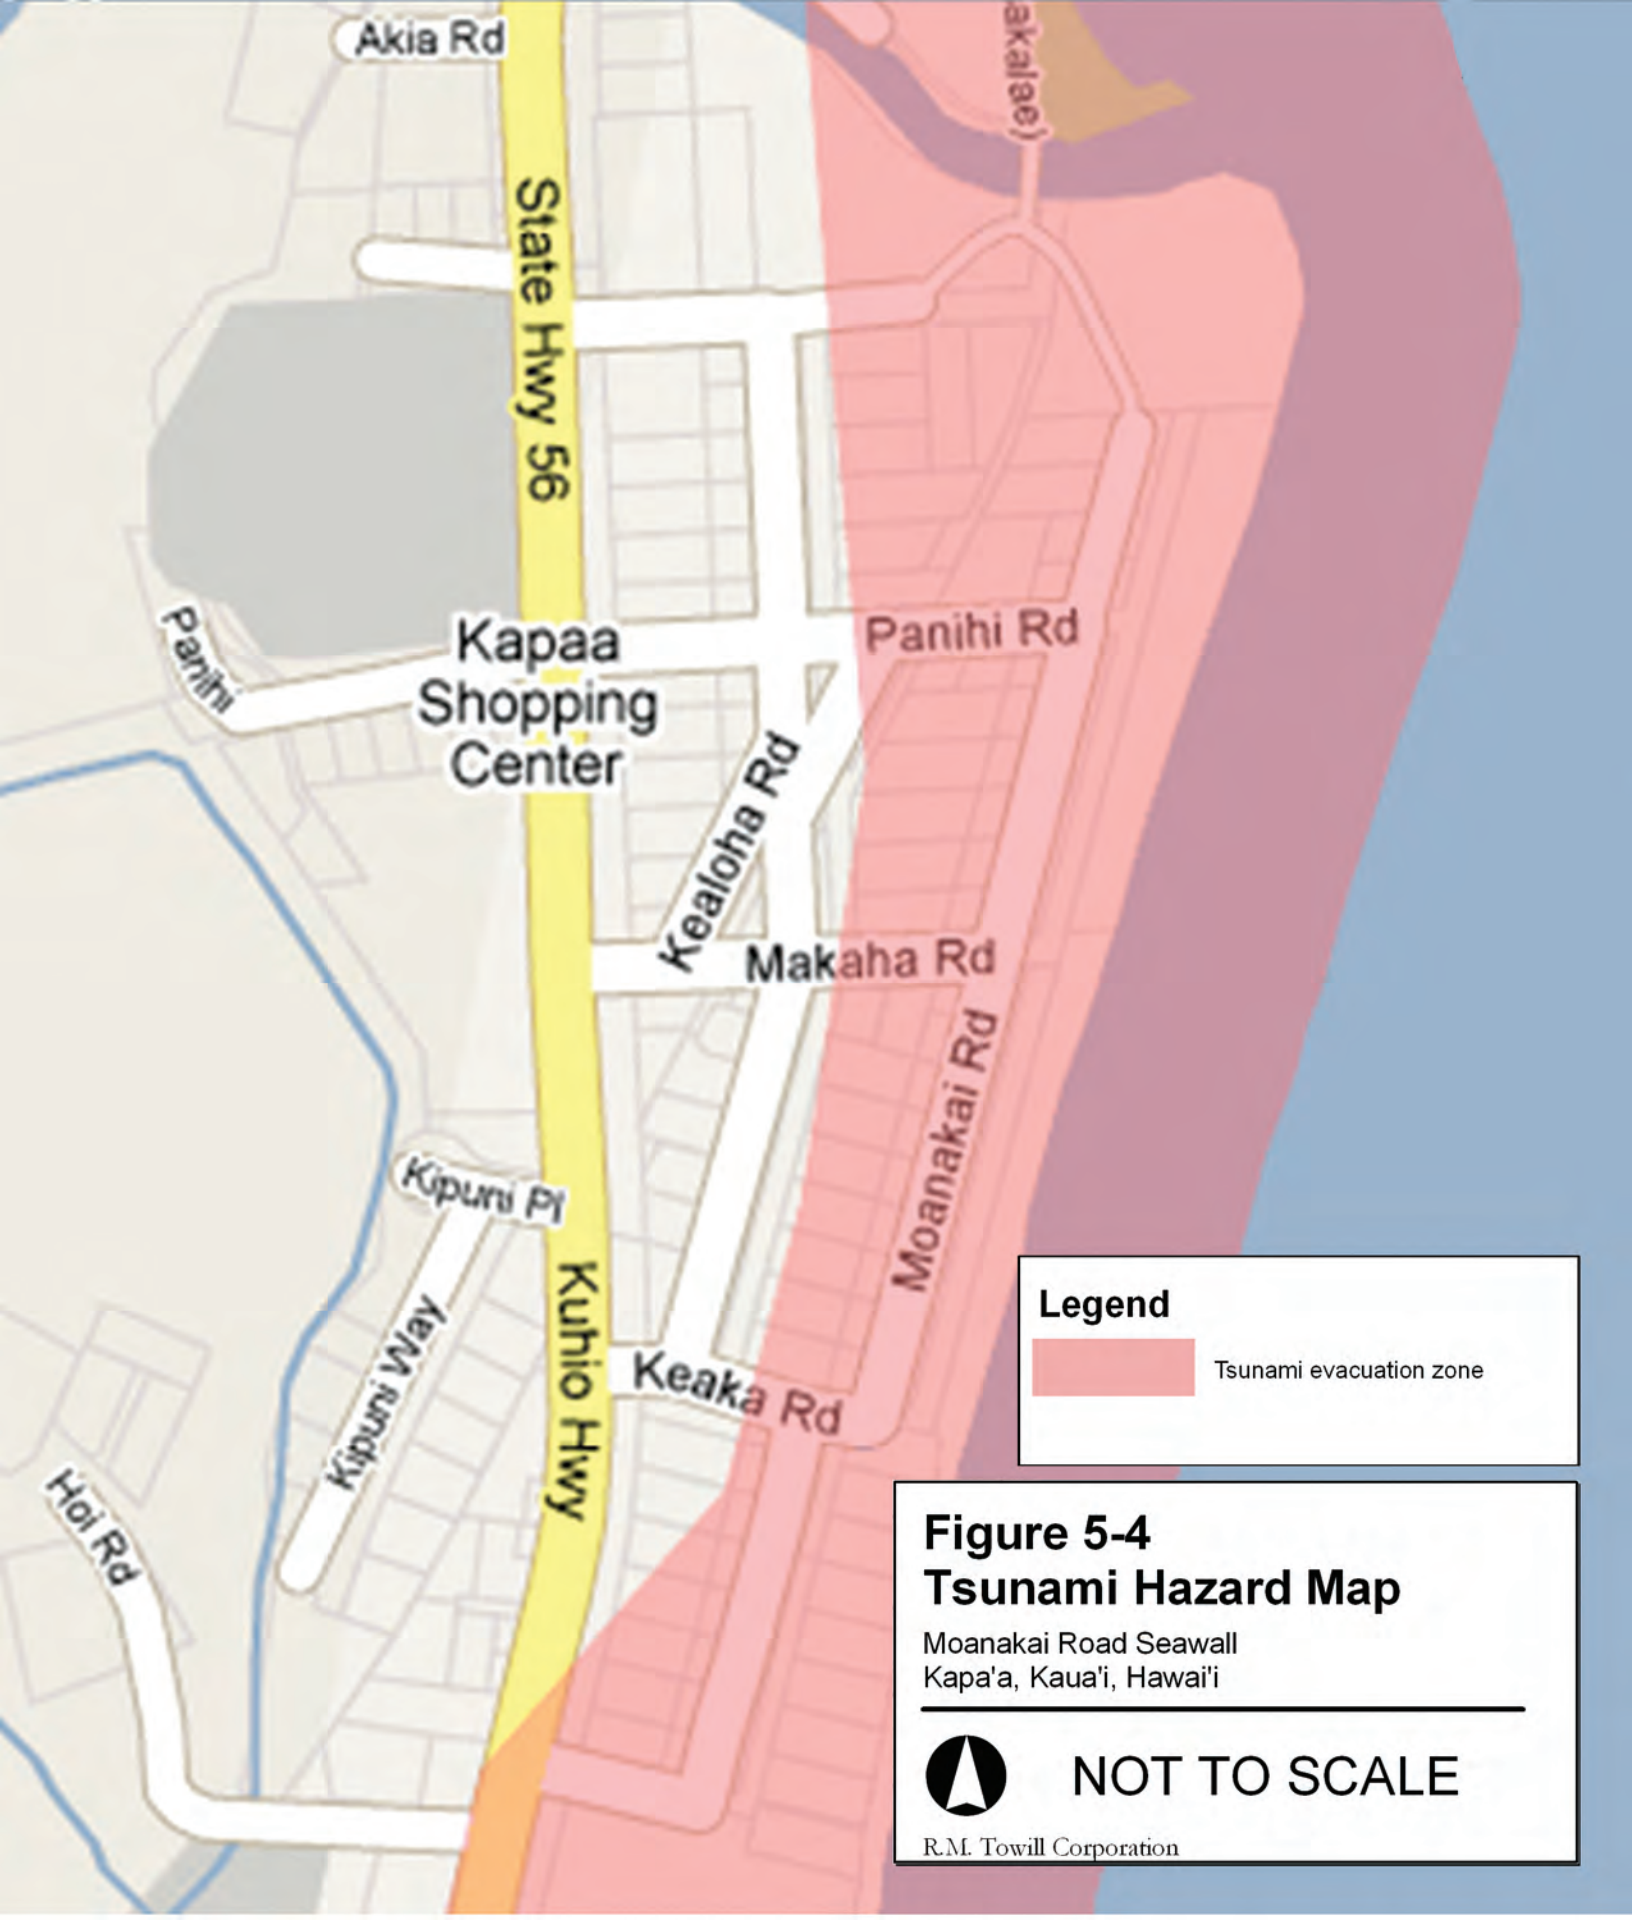 Akia Rd
akalae)
State Hwy 56
Panihi
Kapaa
Shopping
Center
Panihi Rd
Kealoha Rd
Makaha Rd
Moanakai Rd
Kipuni Pl
Kipuni Way
Kuhio Hwy
Keaka Rd
Hoi Rd
Legend
Tsunami evacuation zone
Figure 5-4
Tsunami Hazard Map
Moanakai Road Seawall
Kapa'a, Kaua'i, Hawai'i
NOT TO SCALE
R.M. Towill Corporation